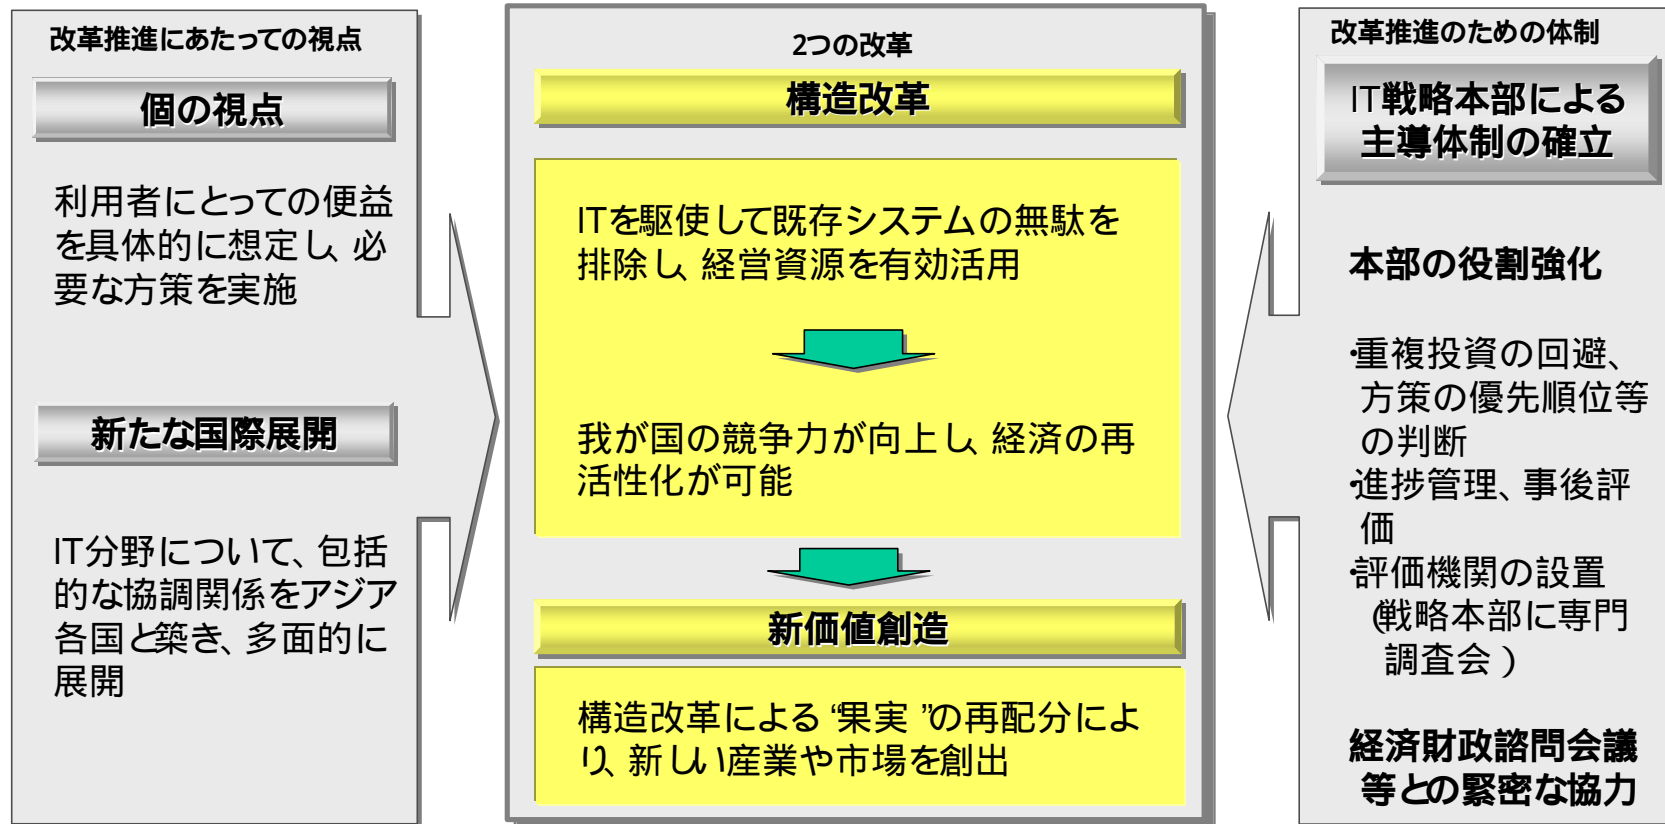 改革推進にあたっての視点
個の視点
利用者にとっての便益
を具体的に想定し、必
要な方策を実施
新たな国際展開
IT分野について、包括
的な協調関係をアジア
各国と築き、多面的に
展開
2つの改革
構造改革
ITを駆使して既存システムの無駄を
排除し、経営資源を有効活用
我が国の競争力が向上し、経済の再
活性化が可能
新価値創造
構造改革による“果実”の再配分によ
り、新しい産業や市場を創出
改革推進のための体制
IT戦略本部による
主導体制の確立
本部の役割強化
・重複投資の回避、
方策の優先順位等
の判断
・進捗管理、事後評
価
・評価機関の設置
(戦略本部に専門
調査会)
経済財政諮問会議
等との緊密な協力